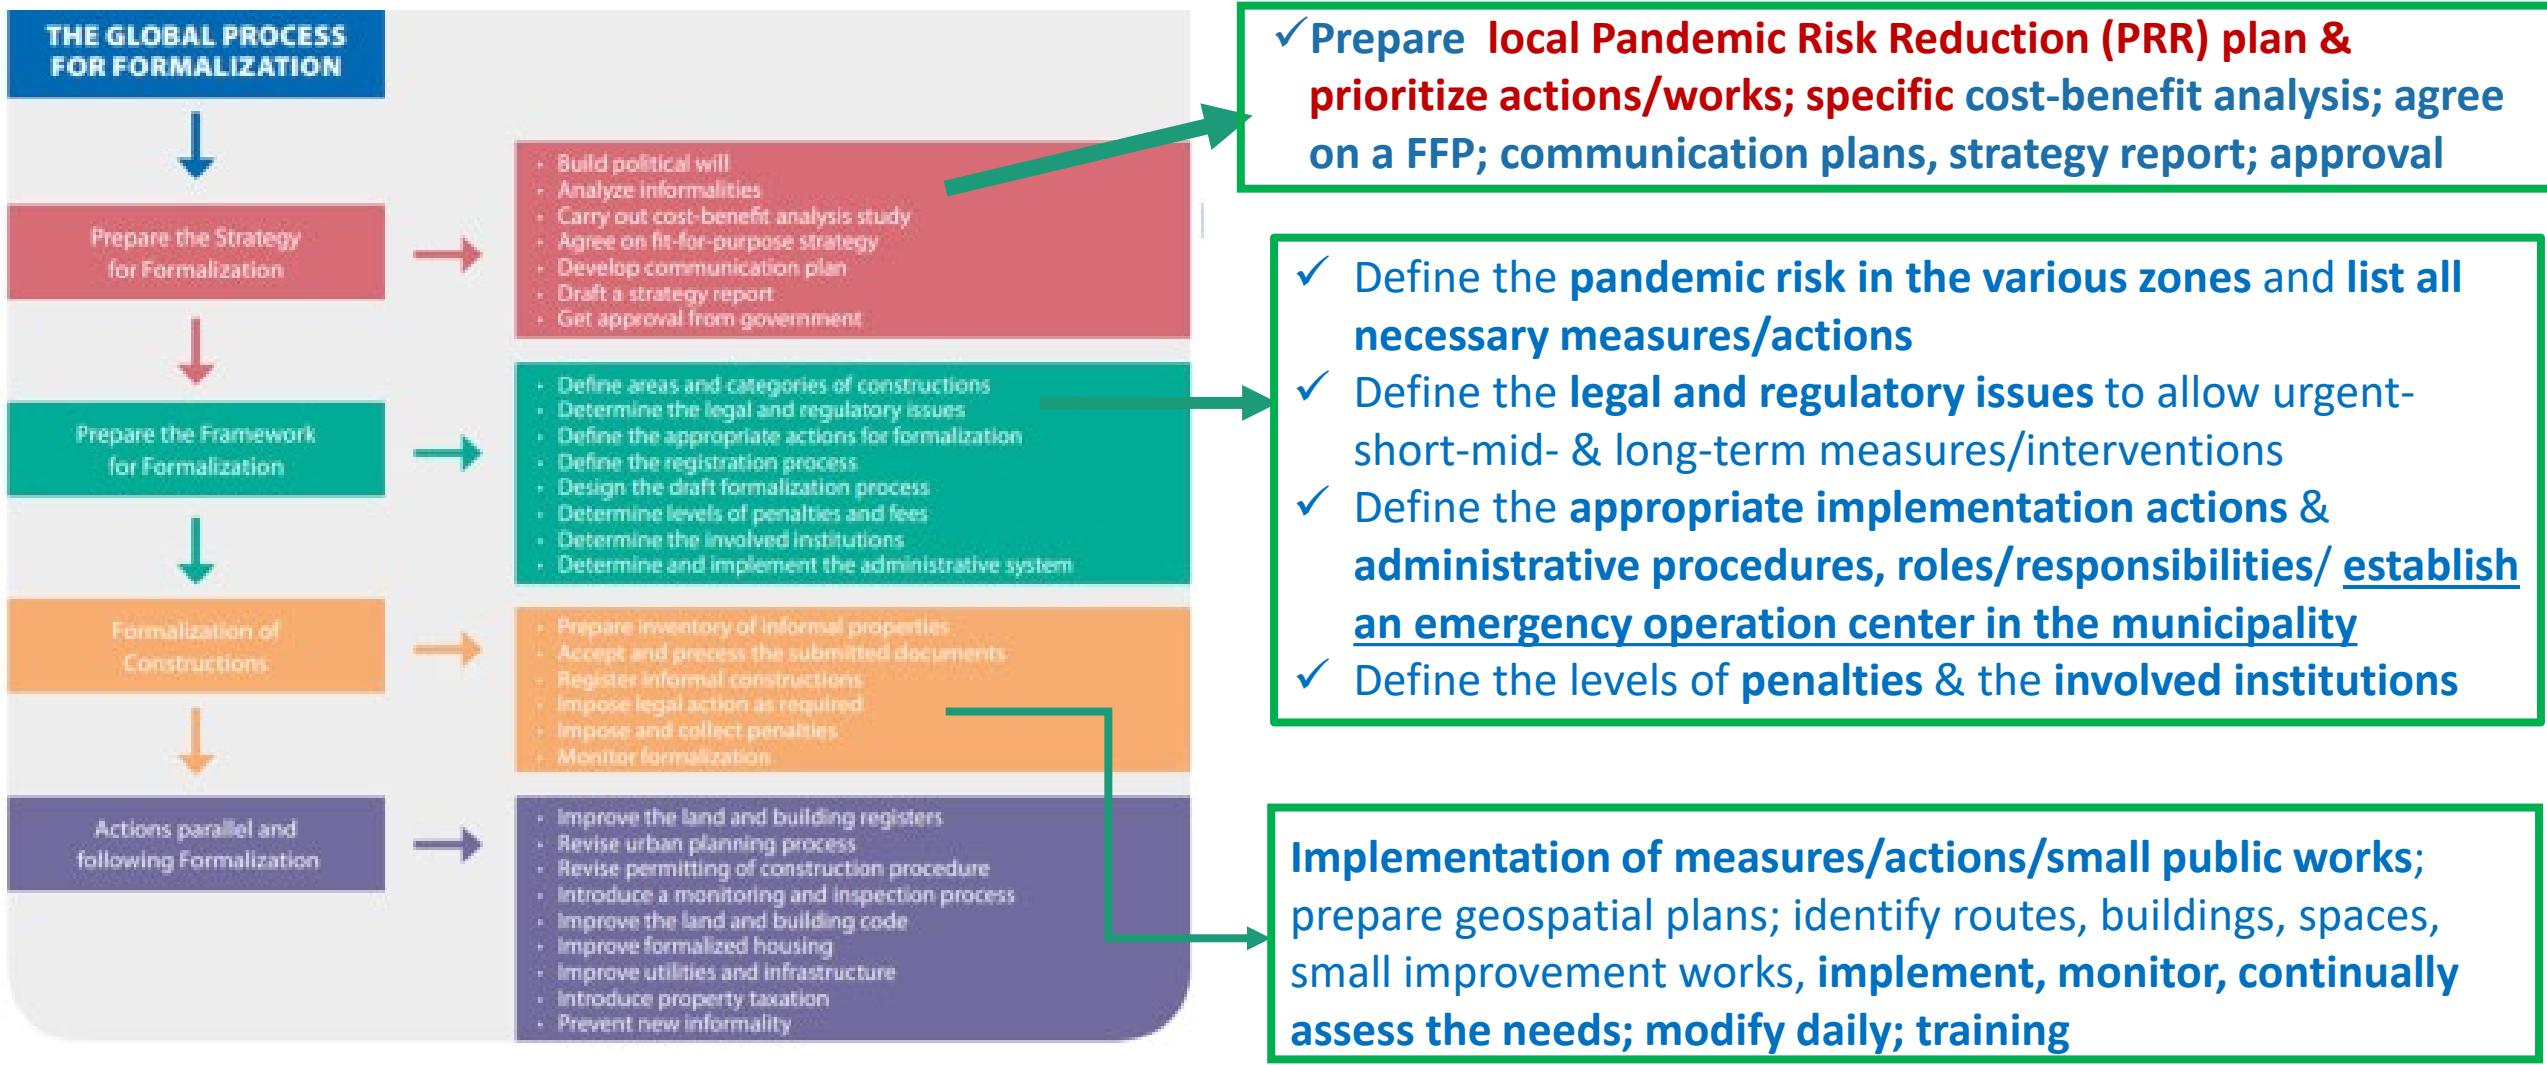 THE GLOBAL PROCESS
FOR FORMALIZATION
Prepare the Strategy
for Formalization
• Build political will
• Analyze informalities
• Carry out cost-benefit analysis study
• Agree on fit-for-purpose strategy
• Develop communication plan
• Draft a strategy report
• Get approval from government
Prepare the Framework
for Formalization
• Define areas and categories of constructions
• Determine the legal and regulatory issues
• Define the appropriate actions for formalization
• Define the registration process
• Design the draft formalization process
• Determine levels of penalties and fees
• Determine the involved institutions
• Determine and implement the administrative system
Formalization of
Constructions
• Prepare inventory of informal properties
• Accept and precess the submitted documents
• Register informal constructions
• Impose legal action as required
• Impose and collect penalties
• Monitor formalization
Actions parallel and
following Formalization
• Improve the land and building registers
• Revise urban planning process
• Revise permitting of construction procedure
• Introduce a monitoring and inspection process
• Improve the land and building code
• Improve formalized housing
• Improve utilities and infrastructure
• Introduce property taxation
• Prevent new informality
✓Prepare local Pandemic Risk Reduction (PRR) plan &
prioritize actions/works; specific cost-benefit analysis; agree
on a FFP; communication plans, strategy report; approval
✓ Define the pandemic risk in the various zones and list all
necessary measures/actions
✓ Define the legal and regulatory issues to allow urgent-
short-mid- & long-term measures/interventions
✓ Define the appropriate implementation actions &
administrative procedures, roles/responsibilities/ establish
an emergency operation center in the municipality
✓ Define the levels of penalties & the involved institutions
Implementation of measures/actions/small public works;
prepare geospatial plans; identify routes, buildings, spaces,
small improvement works, implement, monitor, continually
assess the needs; modify daily; training